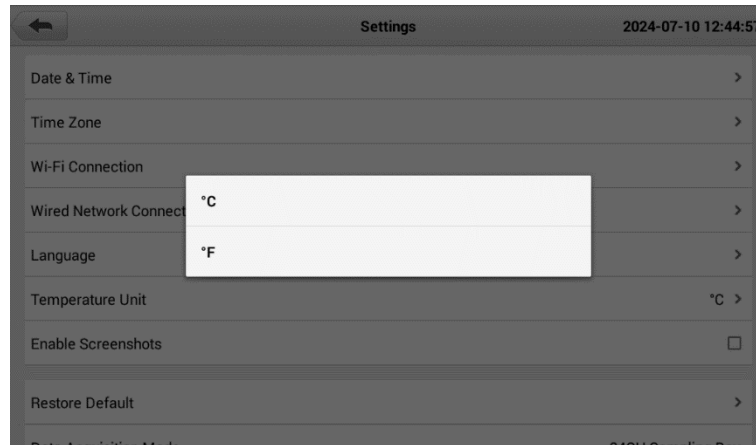 Settings 2024-07-10 12:44:57
Date & Time
Time Zone
Wi-Fi Connection
Wired Network Connect
°C
°F
Language
Temperature Unit °C
Enable Screenshots
Restore Default